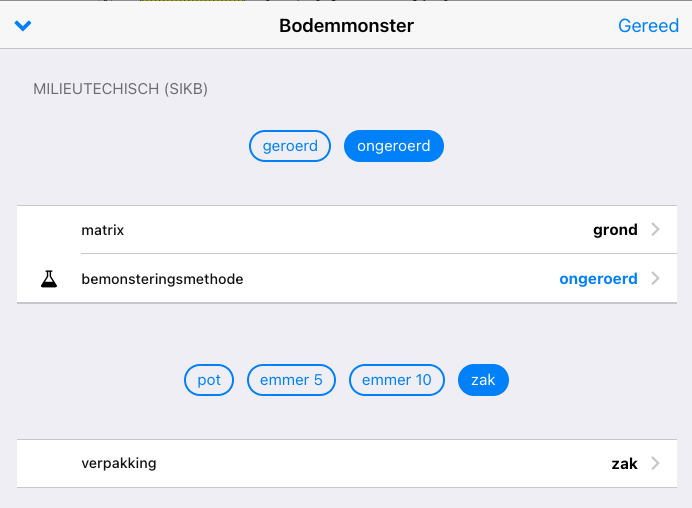 Bodemmonster Gereed
MILIEUTECHISCH (SIKB)
geroerd ongeroerd
matrix grond
bemonsteringsmethode ongeroerd
pot emmer 5 emmer 10 zak
verpakking zak